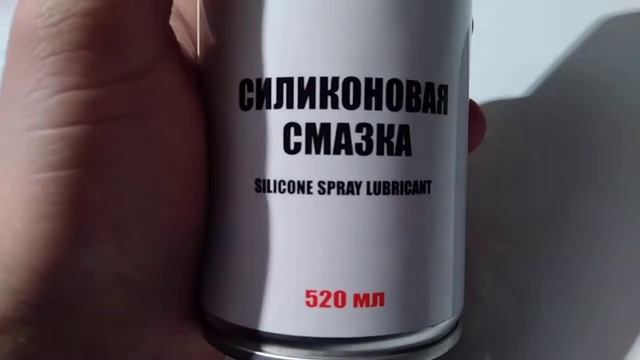 СИЛИКОНОВАЯ
СМАЗКА
SILICONE SPRAY LUBRICANT
520 мл